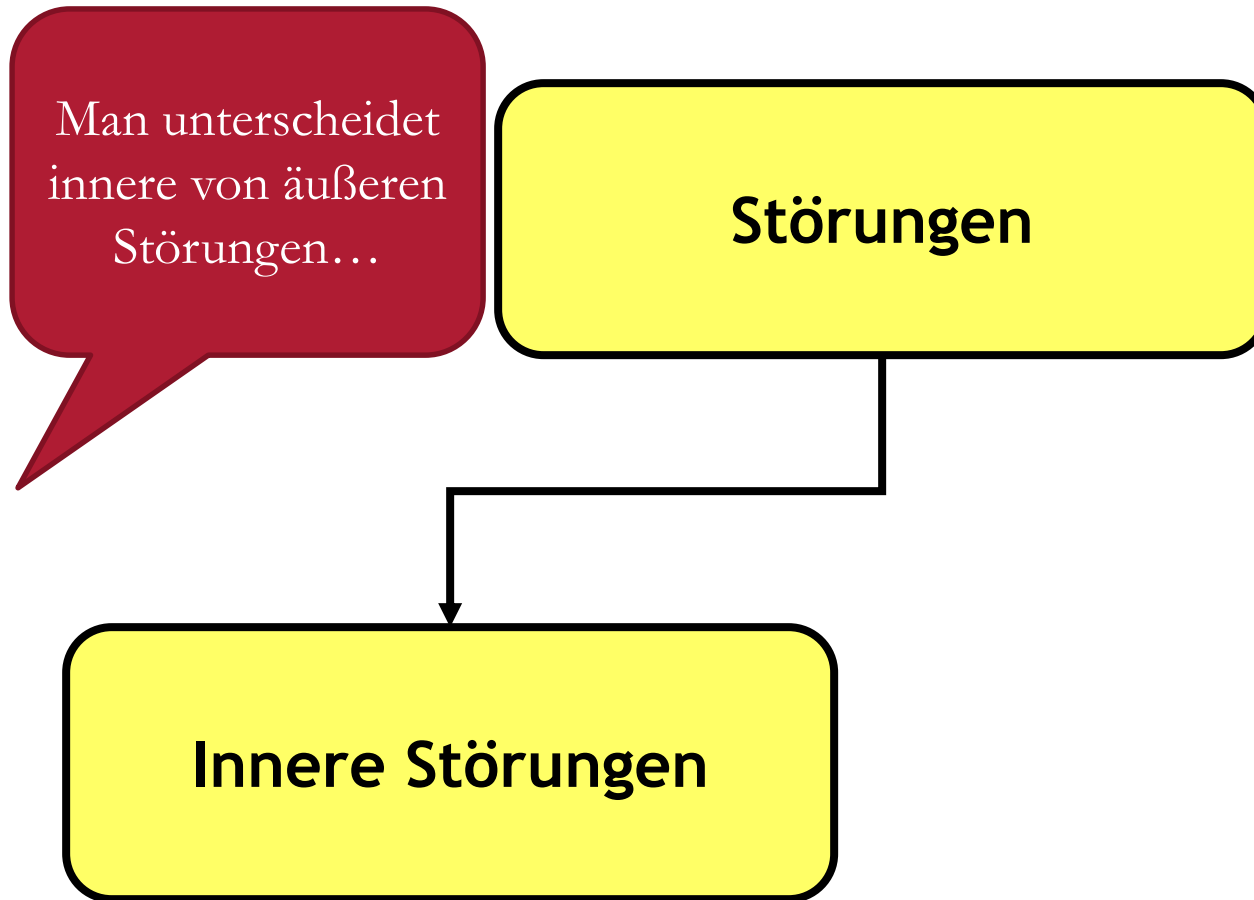 Man unterscheidet
innere von äußeren
Störungen…
Störungen
Innere Störungen